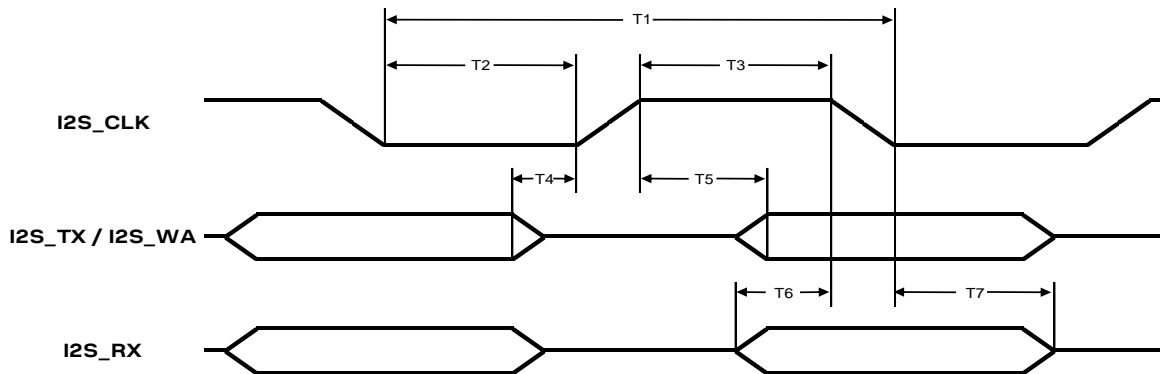 T1
T2
T3
I2S_CLK
T4
T5
I2S_TX / I2S_WA
T6
T7
I2S_RX